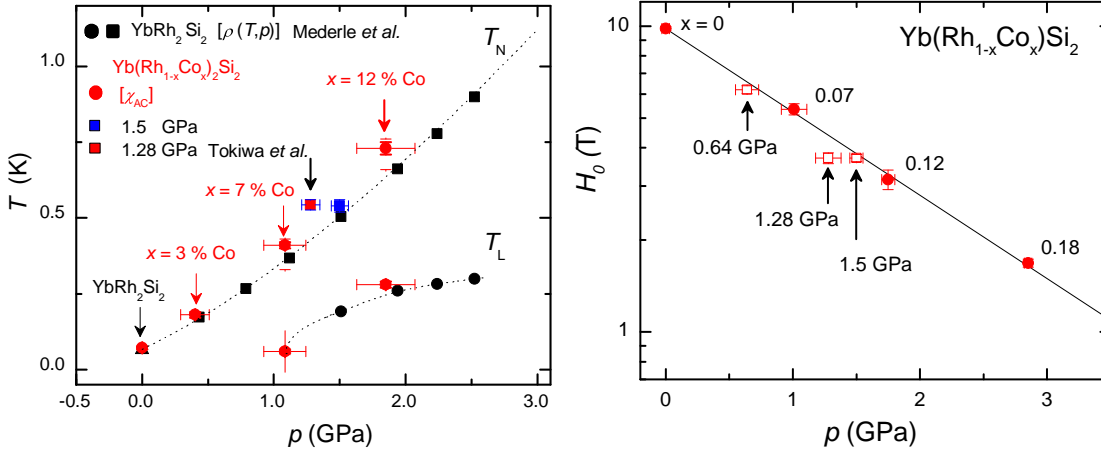 YbRh2Si2 [ρ(T,p)] Mederle et al.
Yb(Rh1-xCox)2Si2
[χAC]
1.5 GPa
1.28 GPa Tokiwa et al.
x = 12 % Co
x = 7 % Co
x = 3 % Co
YbRh2Si2
TN
TL
1.0
0.5
0.0
T (K)
-0.5 0.0 1.0 2.0 3.0
p (GPa)
x = 0
Yb(Rh1-xCox)Si2
0.07
0.64 GPa
0.12
1.28 GPa
1.5 GPa
0.18
10
1
H0 (T)
0 1 2 3
p (GPa)